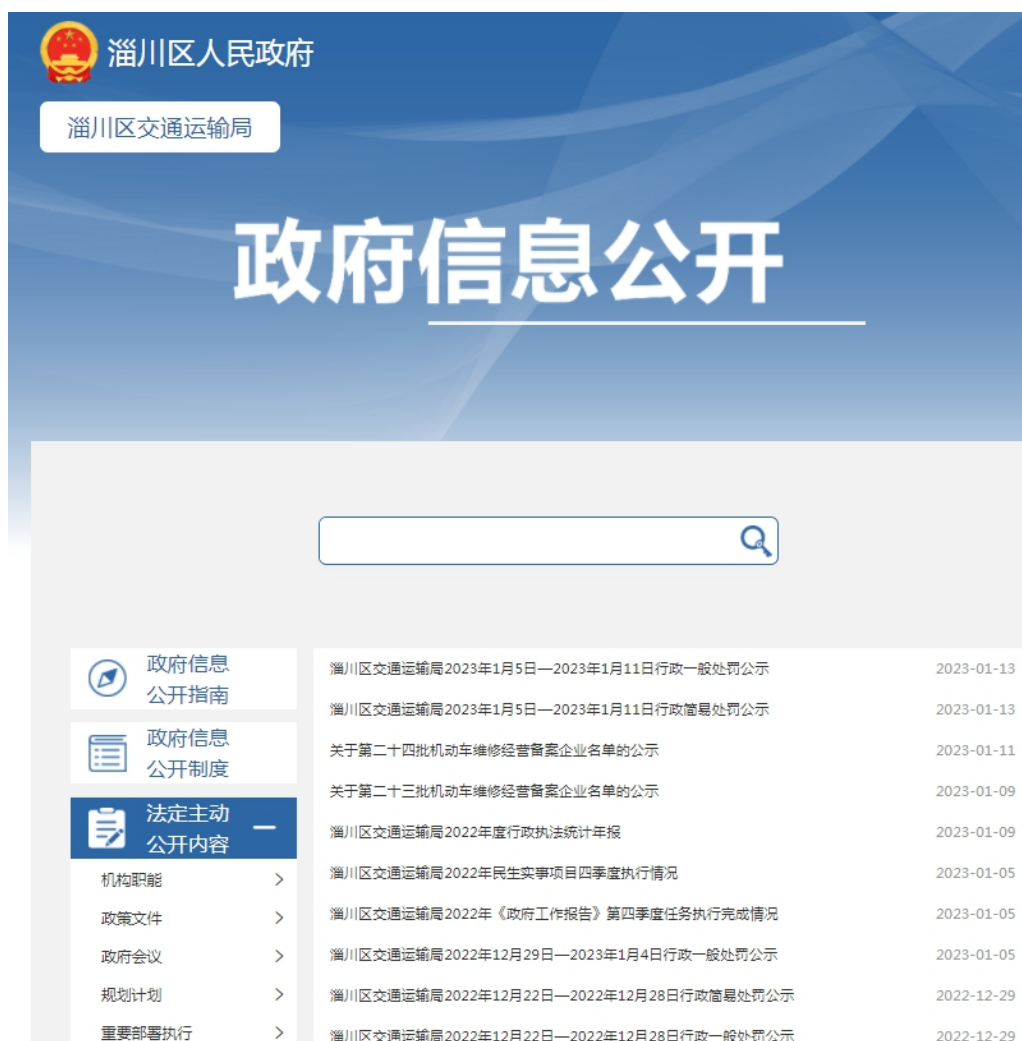 淄川区人民政府
淄川区交通运输局
政府信息公开
政府信息
公开指南
政府信息
公开制度
法定主动
公开内容
机构职能
政策文件
政府会议
规划计划
重要部署执行
淄川区交通运输局2023年1月5日—2023年1月11日行政一般处罚公示 2023-01-13
淄川区交通运输局2023年1月5日—2023年1月11日行政简易处罚公示 2023-01-13
关于第二十四批机动车维修经营备案企业名单的公示 2023-01-11
关于第二十三批机动车维修经营备案企业名单的公示 2023-01-09
淄川区交通运输局2022年度行政执法统计年报 2023-01-09
淄川区交通运输局2022年民生实事项目四季度执行情况 2023-01-05
淄川区交通运输局2022年《政府工作报告》第四季度任务执行完成情况 2023-01-05
淄川区交通运输局2022年12月29日—2023年1月4日行政一般处罚公示 2023-01-05
淄川区交通运输局2022年12月22日—2022年12月28日行政简易处罚公示 2022-12-29
淄川区交通运输局2022年12月22日—2022年12月28日行政一般处罚公示 2022-12-29